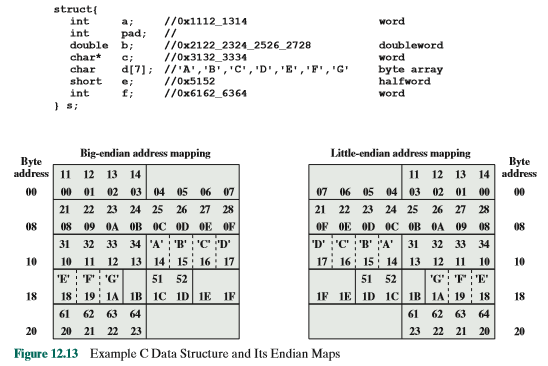 struct{
int a; //0x1112_1314 word
int pad; //
double b; //0x2122_2324_2526_2728 doubleword
char* c; //0x3132_3334 word
char d[7]; //'A','B','C','D','E','F','G' byte array
short e; //0x5152 halfword
int f; //0x6162_6364 word
} s;
Big-endian address mapping
Byte
address
11 12 13 14
00 00 01 02 03 04 05 06 07
21 22 23 24 25 26 27 28
08 08 09 0A 0B 0C 0D 0E 0F
31 32 33 34 'A' 'B' 'C' 'D'
10 10 11 12 13 14 15 16 17
'E' 'F' 'G' 51 52
18 18 19 1A 1B 1C 1D 1E 1F
61 62 63 64
20 20 21 22 23
Little-endian address mapping
Byte
address
11 12 13 14
07 06 05 04 03 02 01 00 00
21 22 23 24 25 26 27 28
0F 0E 0D 0C 0B 0A 09 08 08
'D' 'C' 'B' 'A' 31 32 33 34
17 16 15 14 13 12 11 10 10
51 52 'G' 'F' 'E'
1F 1E 1D 1C 1B 1A 19 18 18
61 62 63 64
23 22 21 20 20
Figure 12.13 Example C Data Structure and Its Endian Maps